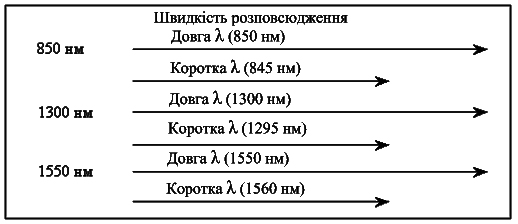 Швидкість розповсюдження
850 нм
Довга λ (850 нм)
Коротка λ (845 нм)
1300 нм
Довга λ (1300 нм)
Коротка λ (1295 нм)
1550 нм
Довга λ (1550 нм)
Коротка λ (1560 нм)